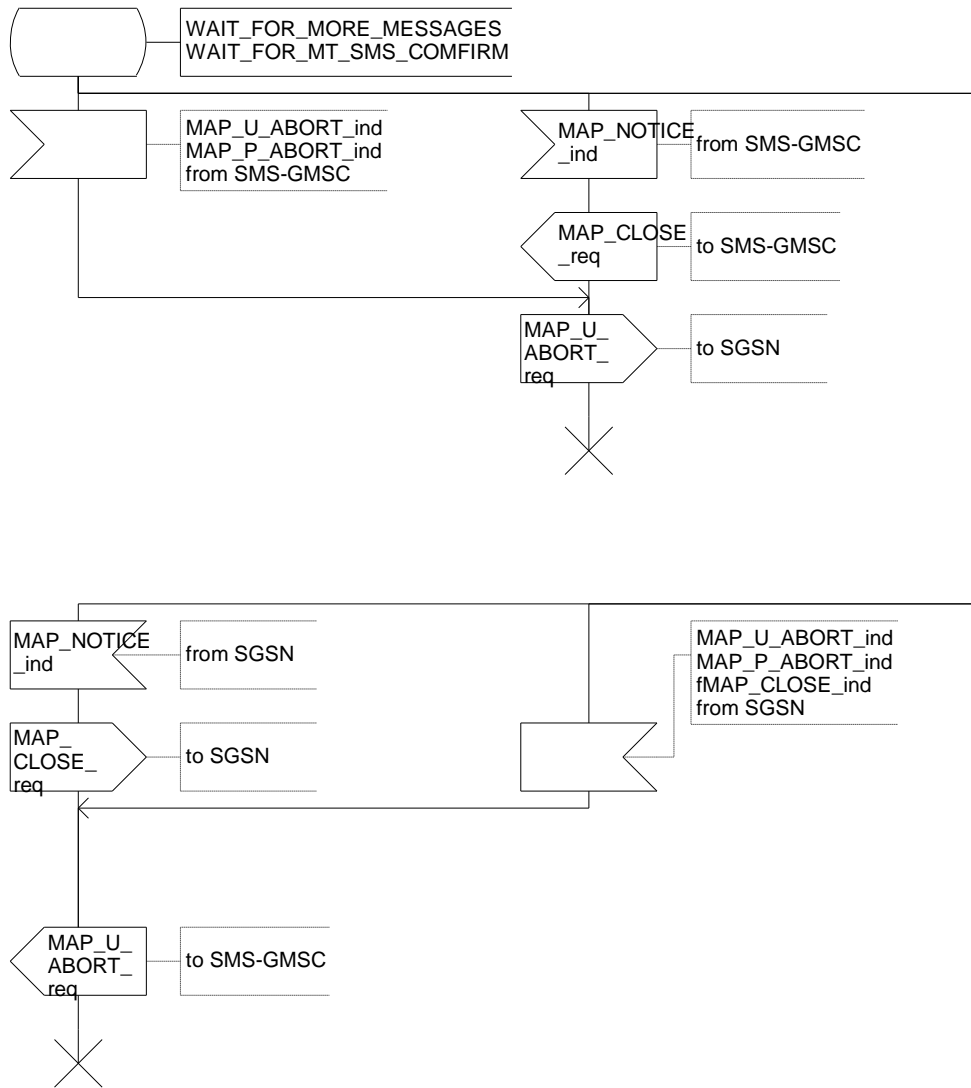 WAIT_FOR_MORE_MESSAGES
WAIT_FOR_MT_SMS_COMFIRM
MAP_U_ABORT_ind
MAP_P_ABORT_ind
from SMS-GMSC
MAP_NOTICE
_ind
from SMS-GMSC
MAP_CLOSE
_req
to SMS-GMSC
MAP_U_
ABORT_
req
to SGSN
MAP_NOTICE
_ind
from SGSN
MAP_U_ABORT_ind
MAP_P_ABORT_ind
fMAP_CLOSE_ind
from SGSN
MAP_
CLOSE_
req
to SGSN
MAP_U_
ABORT_
req
to SMS-GMSC